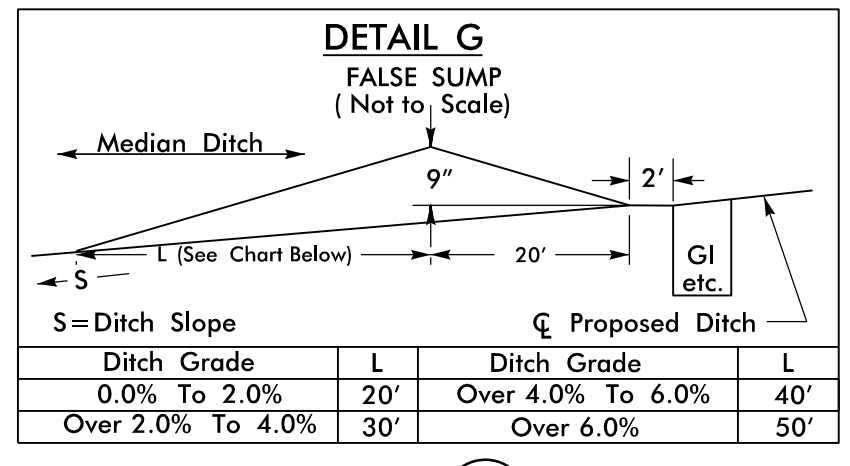 DETAIL G
FALSE SUMP
( Not to Scale)
Median Ditch
9″
2′
L (See Chart Below)
20′
GI
etc.
S
S=Ditch Slope
℄ Proposed Ditch
Ditch Grade L Ditch Grade L
0.0% To 2.0% 20′ Over 4.0% To 6.0% 40′
Over 2.0% To 4.0% 30′ Over 6.0% 50′